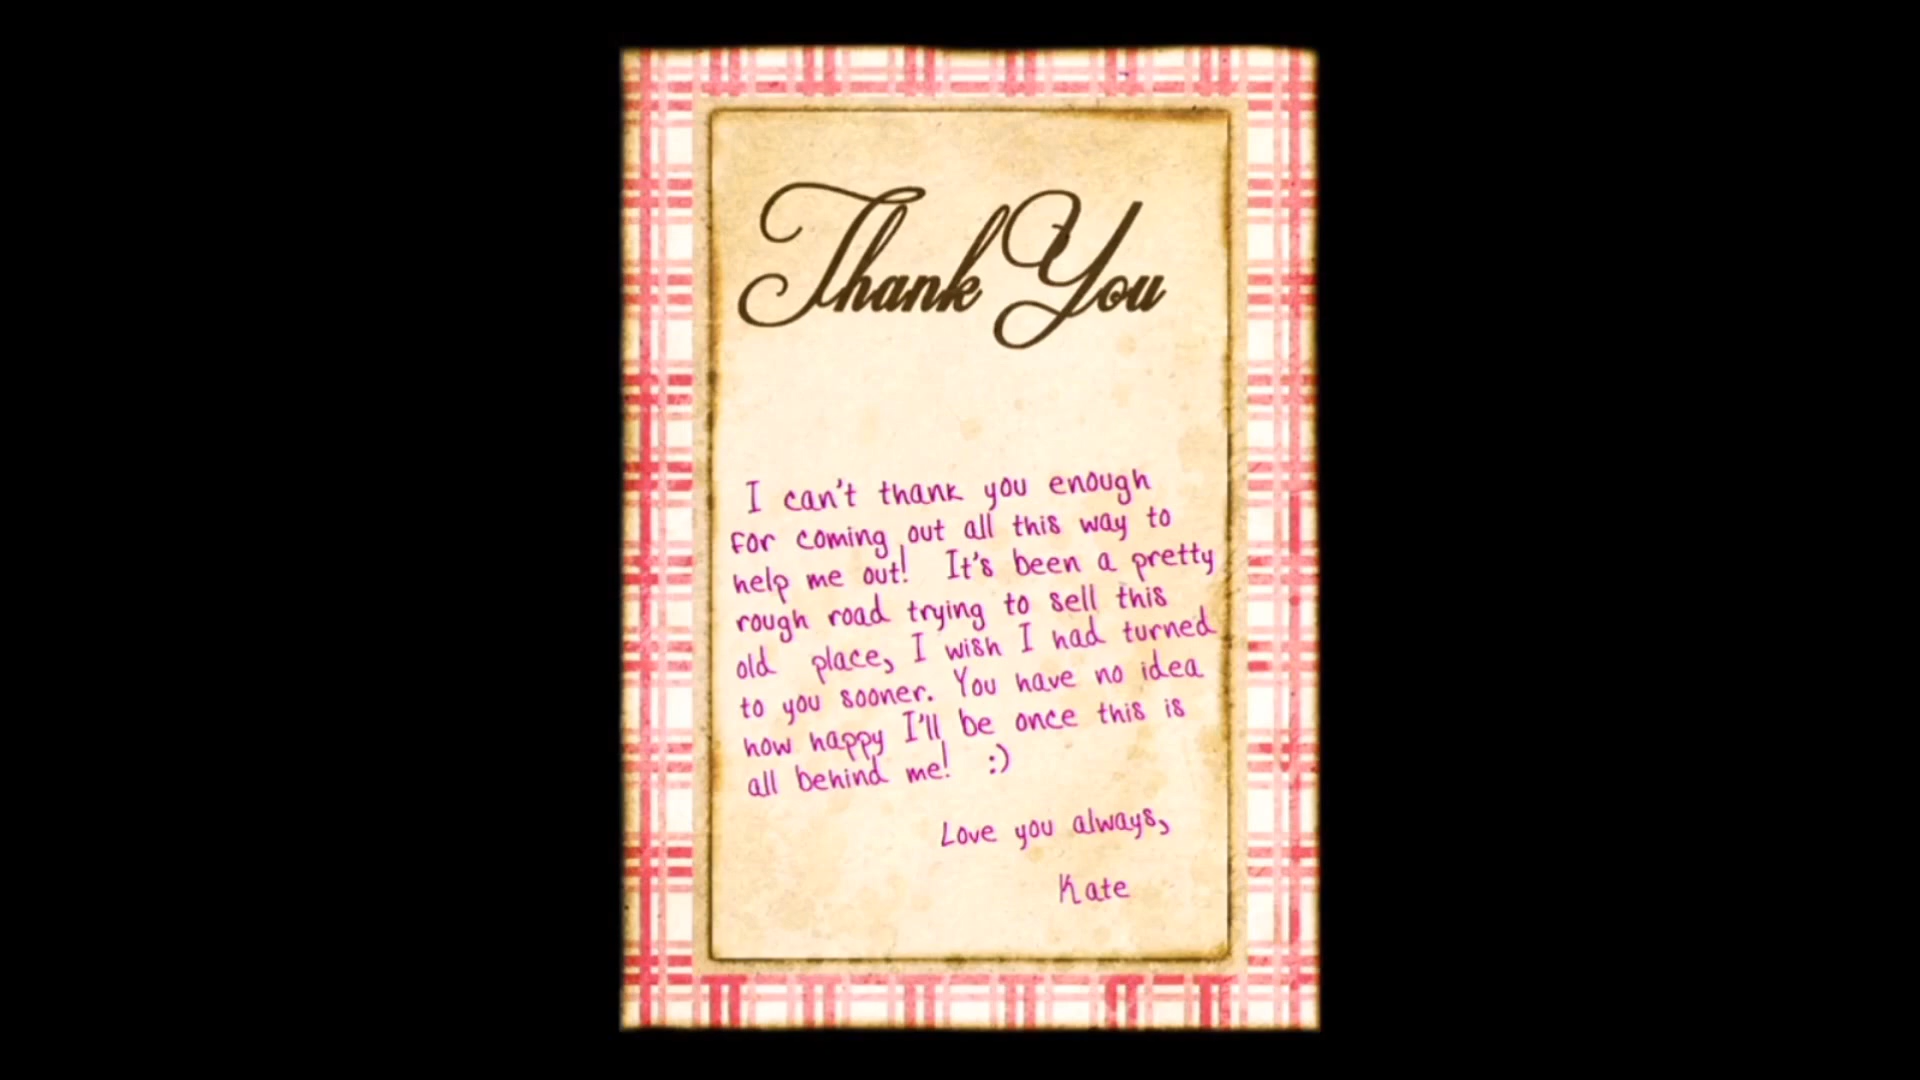 Thank You
I can't thank you enough
for coming out all this way to
help me out! It's been a pretty
rough road trying to sell this
old place, I wish I had turned
to you sooner. You have no idea
how happy I'll be once this is
all behind me! :)
Love you always,
Kate